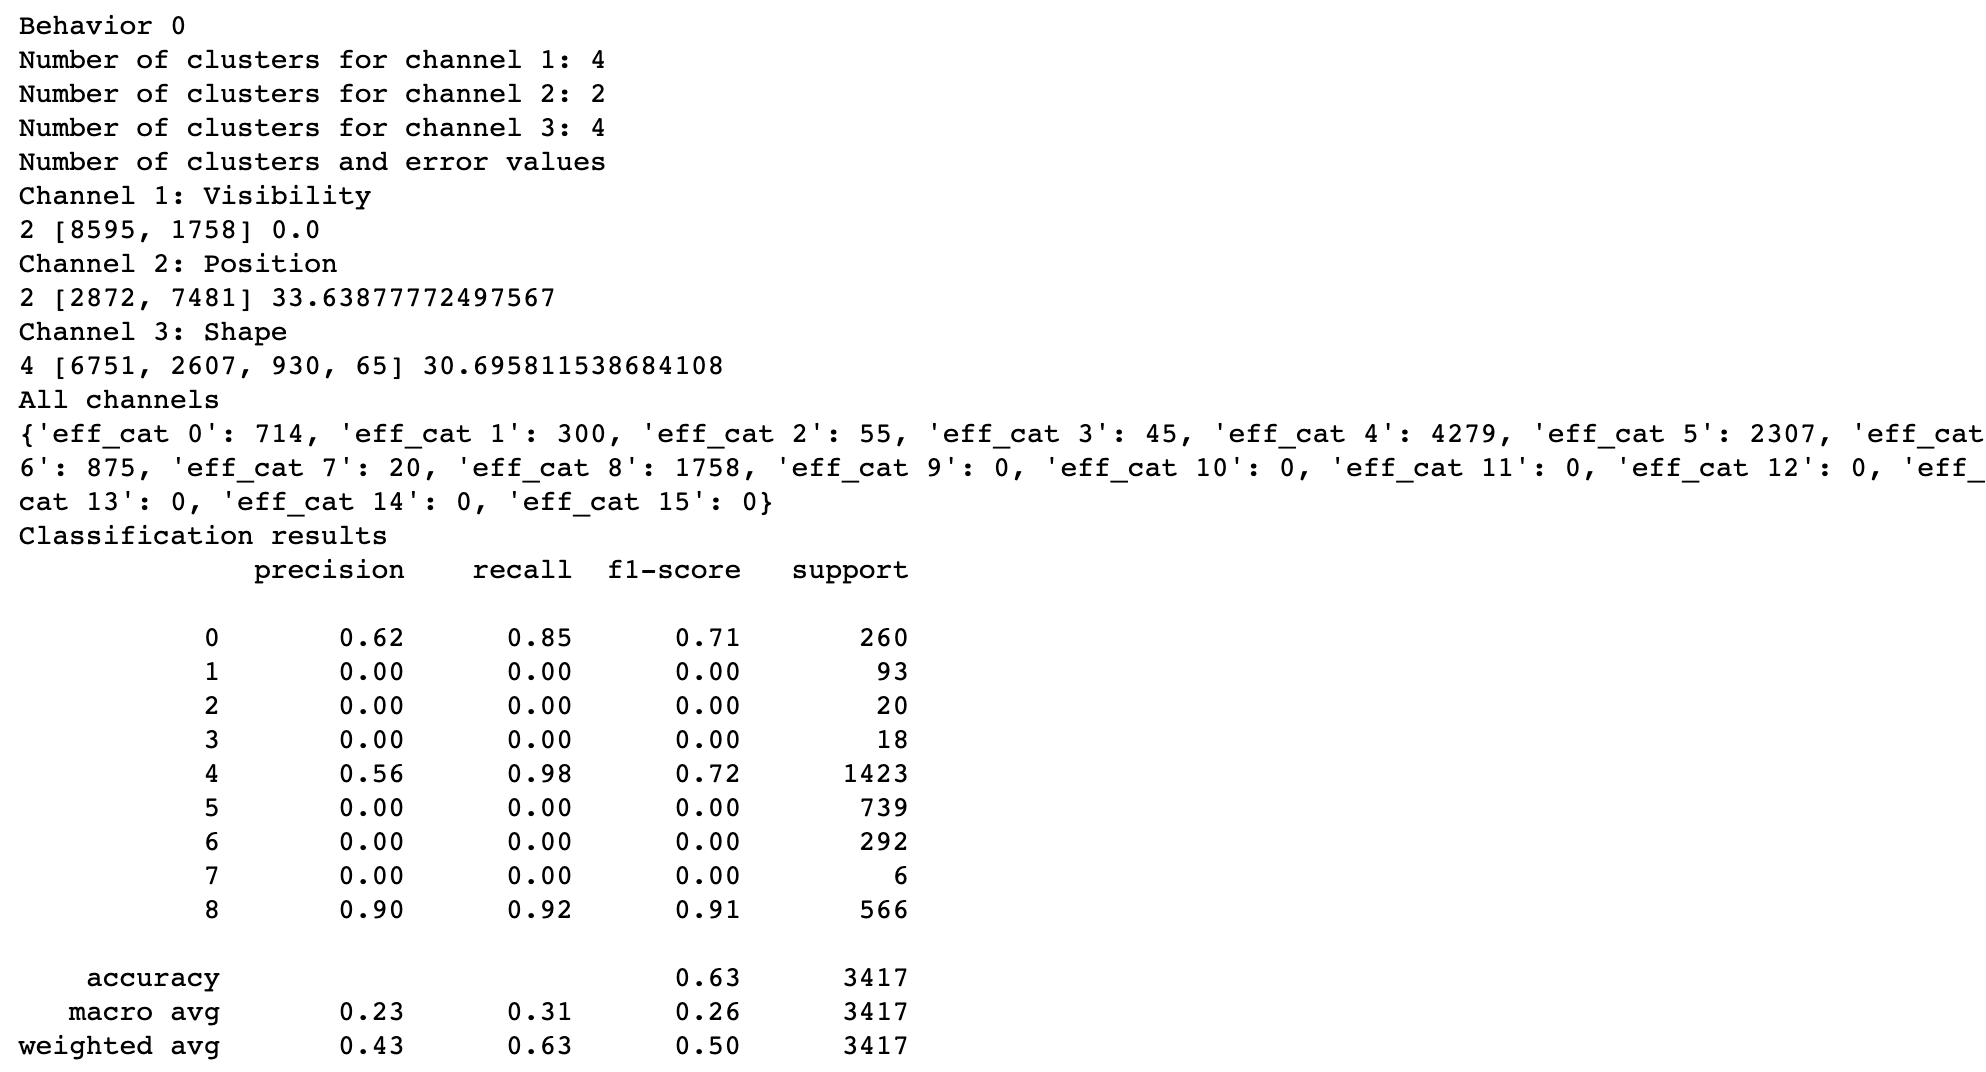 Behavior 0
Number of clusters for channel 1: 4
Number of clusters for channel 2: 2
Number of clusters for channel 3: 4
Number of clusters and error values
Channel 1: Visibility
2 [8595, 1758] 0.0
Channel 2: Position
2 [2872, 7481] 33.63877772497567
Channel 3: Shape
4 [6751, 2607, 930, 65] 30.695811538684108
All channels
{'eff_cat 0': 714, 'eff_cat 1': 300, 'eff_cat 2': 55, 'eff_cat 3': 45, 'eff_cat 4': 4279, 'eff_cat 5': 2307, 'eff_cat
6': 875, 'eff_cat 7': 20, 'eff_cat 8': 1758, 'eff_cat 9': 0, 'eff_cat 10': 0, 'eff_cat 11': 0, 'eff_cat 12': 0, 'eff_
cat 13': 0, 'eff_cat 14': 0, 'eff_cat 15': 0}
Classification results
precision recall f1-score support
0 0.62 0.85 0.71 260
1 0.00 0.00 0.00 93
2 0.00 0.00 0.00 20
3 0.00 0.00 0.00 18
4 0.56 0.98 0.72 1423
5 0.00 0.00 0.00 739
6 0.00 0.00 0.00 292
7 0.00 0.00 0.00 6
8 0.90 0.92 0.91 566
accuracy 0.63 3417
macro avg 0.23 0.31 0.26 3417
weighted avg 0.43 0.63 0.50 3417